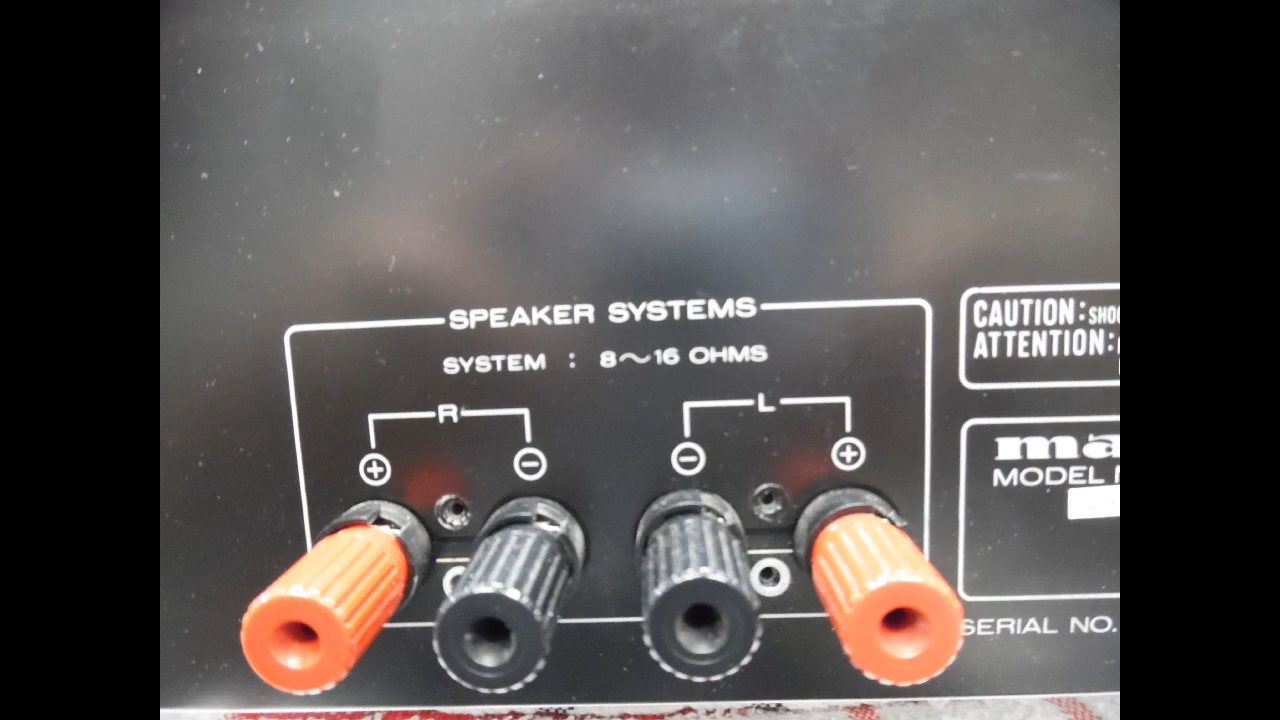 SPEAKER SYSTEMS
SYSTEM : 8～16 OHMS
R
L
+ − − +
CAUTION:
ATTENTION:
MODEL
SERIAL NO.